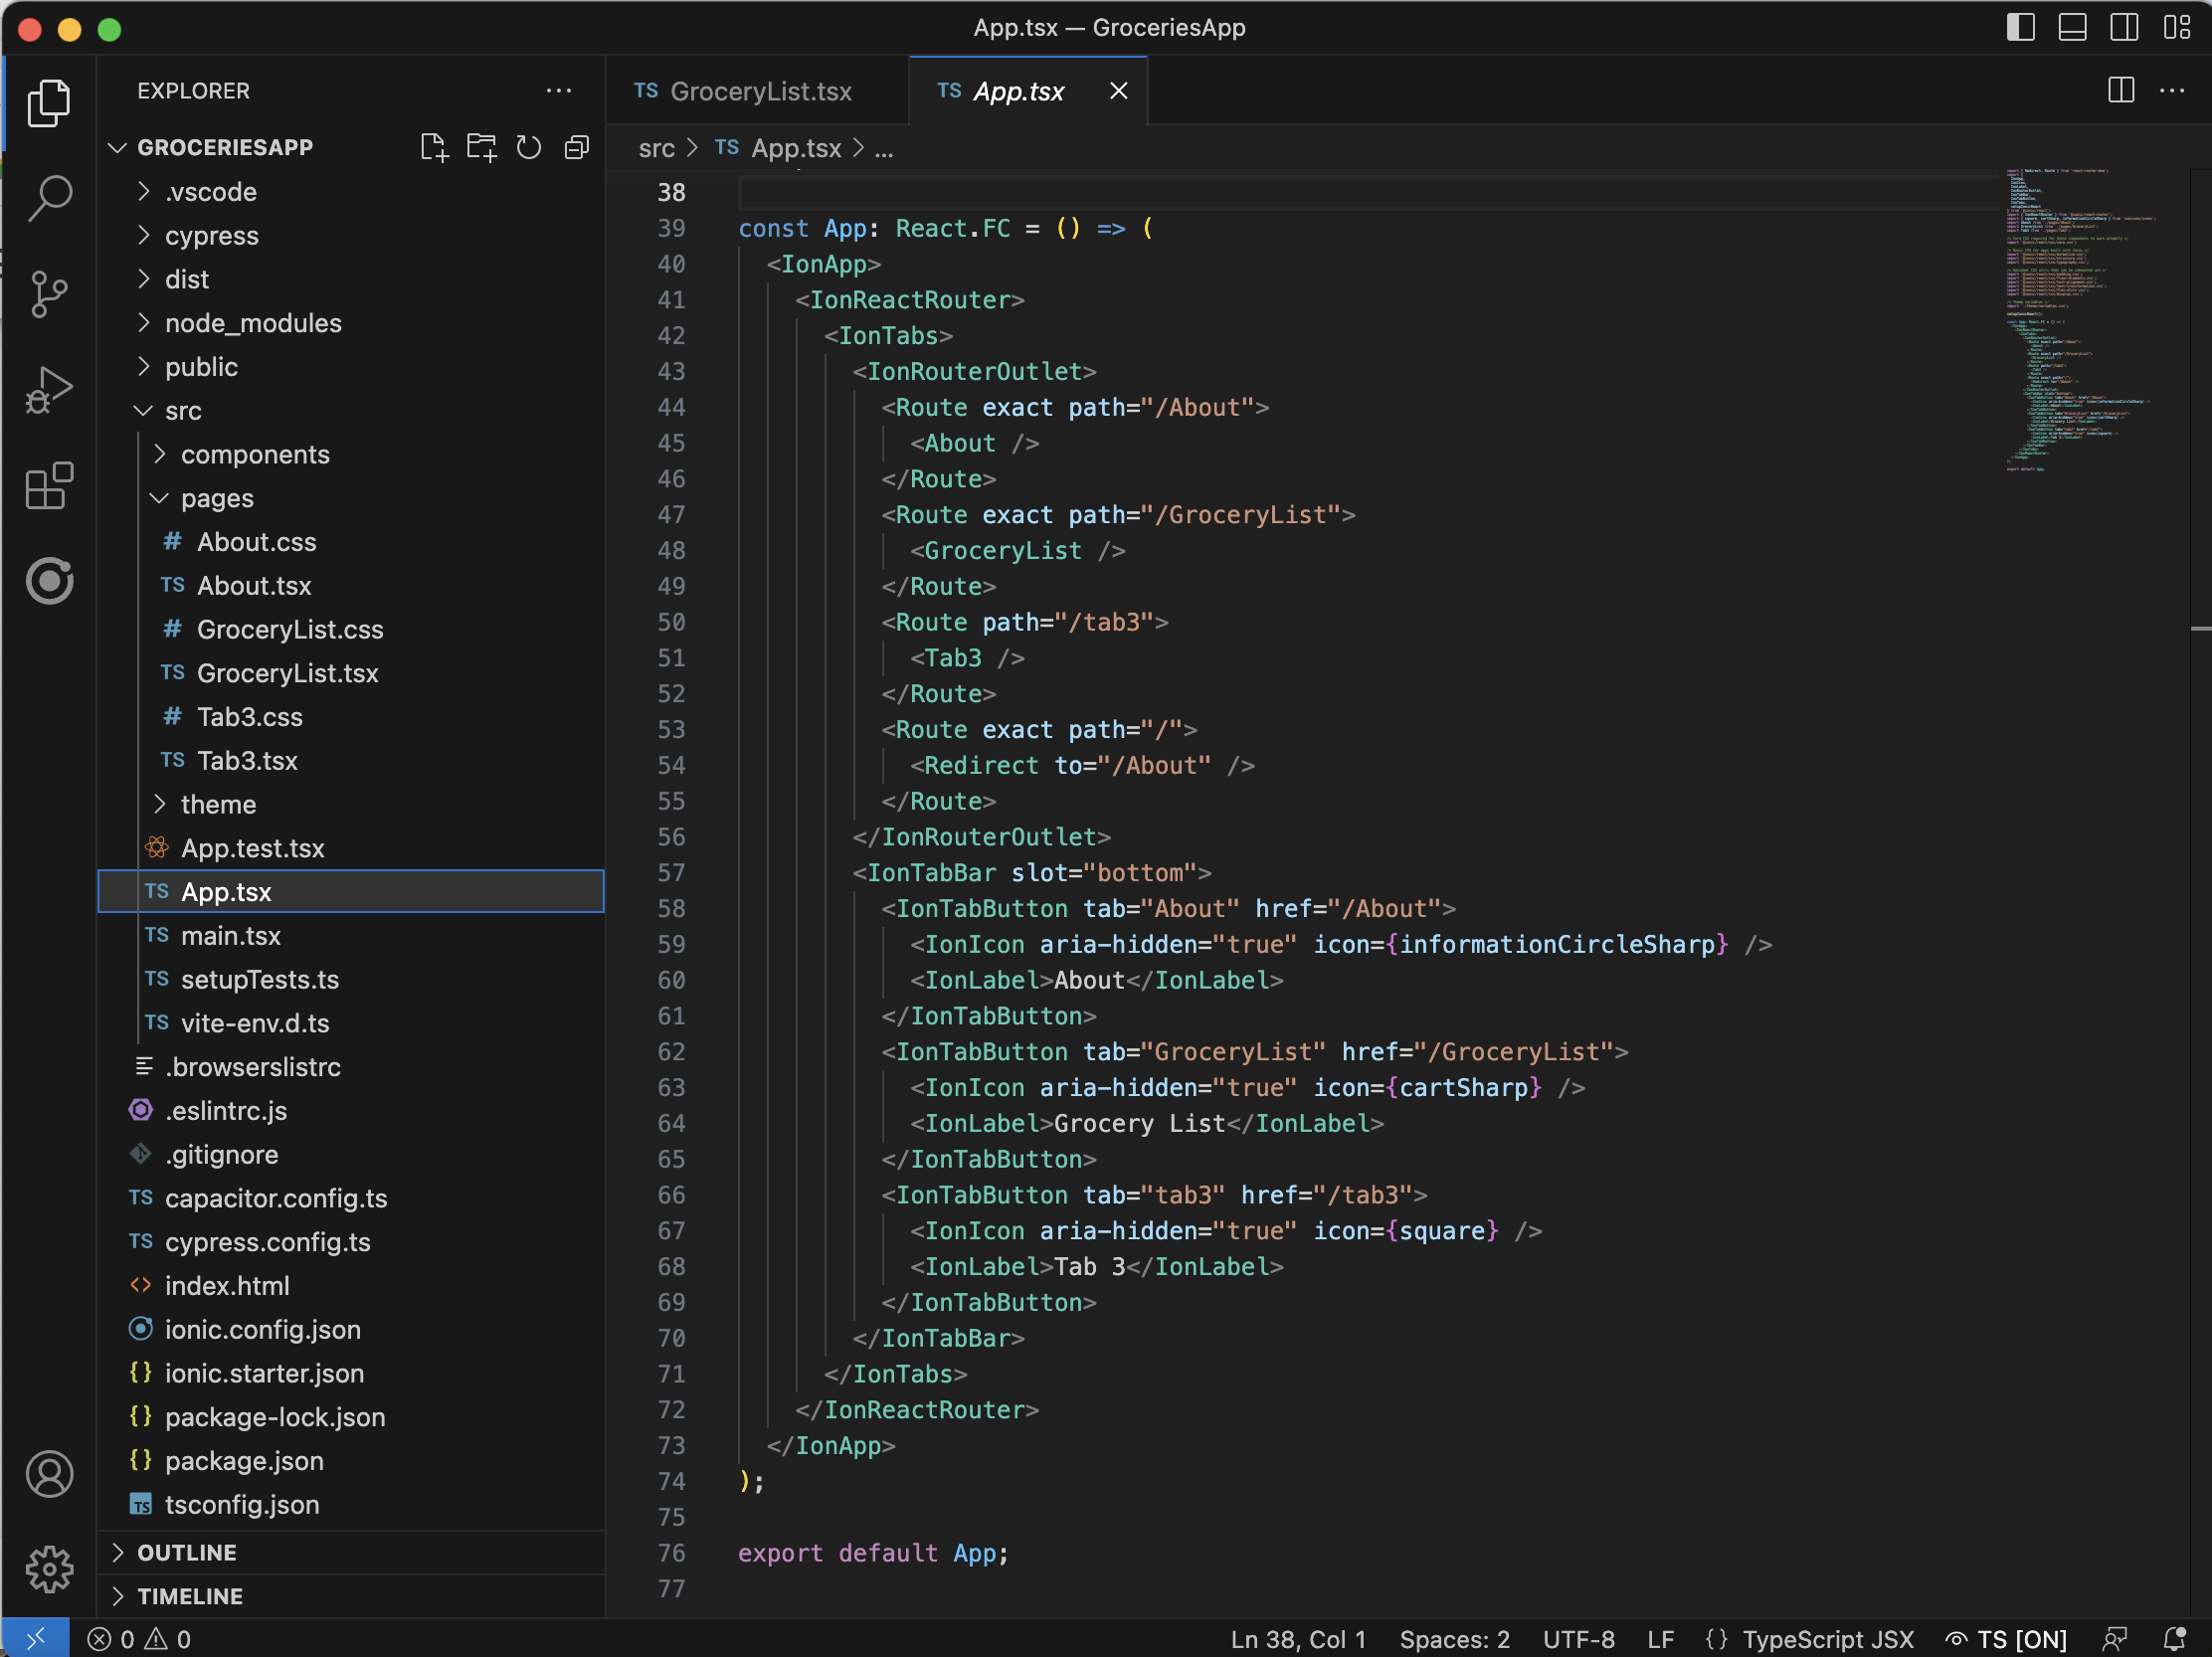 App.tsx — GroceriesApp
EXPLORER
GROCERIESAPP
.vscode
cypress
dist
node_modules
public
src
components
pages
# About.css
TS About.tsx
# GroceryList.css
TS GroceryList.tsx
# Tab3.css
TS Tab3.tsx
theme
App.test.tsx
TS App.tsx
TS main.tsx
TS setupTests.ts
TS vite-env.d.ts
.browserslistrc
.eslintrc.js
.gitignore
TS capacitor.config.ts
TS cypress.config.ts
<> index.html
ionic.config.json
{} ionic.starter.json
{} package-lock.json
{} package.json
TS tsconfig.json
OUTLINE
TIMELINE
TS GroceryList.tsx
TS App.tsx
src > TS App.tsx > ...
38
39 const App: React.FC = () => (
40 <IonApp>
41 <IonReactRouter>
42 <IonTabs>
43 <IonRouterOutlet>
44 <Route exact path="/About">
45 <About />
46 </Route>
47 <Route exact path="/GroceryList">
48 <GroceryList />
49 </Route>
50 <Route path="/tab3">
51 <Tab3 />
52 </Route>
53 <Route exact path="/">
54 <Redirect to="/About" />
55 </Route>
56 </IonRouterOutlet>
57 <IonTabBar slot="bottom">
58 <IonTabButton tab="About" href="/About">
59 <IonIcon aria-hidden="true" icon={informationCircleSharp} />
60 <IonLabel>About</IonLabel>
61 </IonTabButton>
62 <IonTabButton tab="GroceryList" href="/GroceryList">
63 <IonIcon aria-hidden="true" icon={cartSharp} />
64 <IonLabel>Grocery List</IonLabel>
65 </IonTabButton>
66 <IonTabButton tab="tab3" href="/tab3">
67 <IonIcon aria-hidden="true" icon={square} />
68 <IonLabel>Tab 3</IonLabel>
69 </IonTabButton>
70 </IonTabBar>
71 </IonTabs>
72 </IonReactRouter>
73 </IonApp>
74 );
75
76 export default App;
77
0 0
Ln 38, Col 1 Spaces: 2 UTF-8 LF {} TypeScript JSX TS [ON]